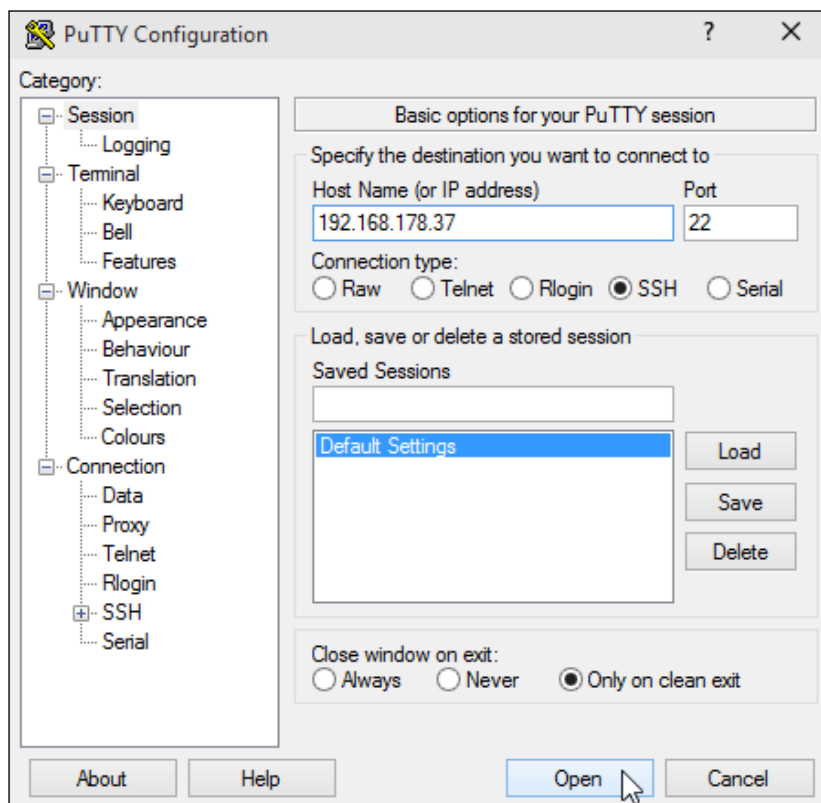 PuTTY Configuration
?
Category:
Session
Logging
Terminal
Keyboard
Bell
Features
Window
Appearance
Behaviour
Translation
Selection
Colours
Connection
Data
Proxy
Telnet
Rlogin
SSH
Serial
Basic options for your PuTTY session
Specify the destination you want to connect to
Host Name (or IP address) Port
192.168.178.37 22
Connection type:
Raw Telnet Rlogin SSH Serial
Load, save or delete a stored session
Saved Sessions
Default Settings
Load
Save
Delete
Close window on exit:
Always Never Only on clean exit
About Help Open Cancel